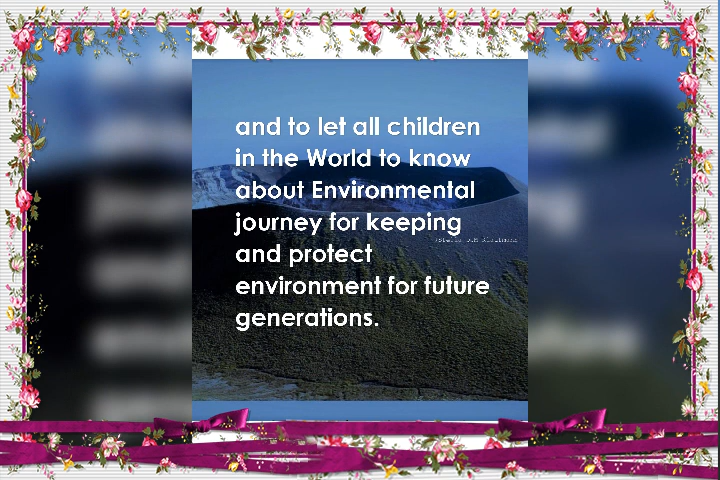 and to let all children
in the World to know
about Environmental
journey for keeping
and protect
environment for future
generations.